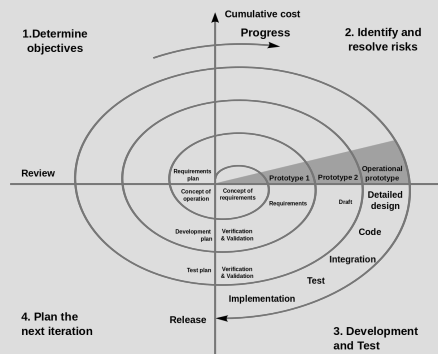 Cumulative cost
1.Determine
objectives
Progress
2. Identify and
resolve risks
Review
Requirements
plan
Prototype 1
Prototype 2
Operational
prototype
Concept of
operation
Concept of
requirements
Requirements
Draft
Detailed
design
Development
plan
Verification
& Validation
Code
Test plan
Verification
& Validation
Integration
Test
Implementation
Release
4. Plan the
next iteration
3. Development
and Test